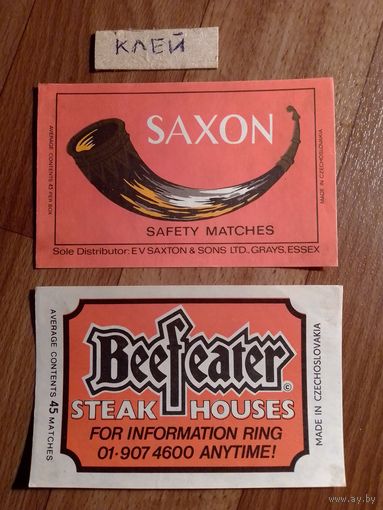 КЛЕЙ
SAXON
AVERAGE CONTENTS 43 PER BOX
MADE IN CZECHOSLOVAKIA
SAFETY MATCHES
Sole Distributor: E V SAXTON & SONS LTD., GRAYS. ESSEX
AVERAGE CONTENTS 45 MATCHES
Beefeater ©
STEAK HOUSES
FOR INFORMATION RING
01·907 4600 ANYTIME!
MADE IN CZECHOSLOVAKIA
www.ay.by